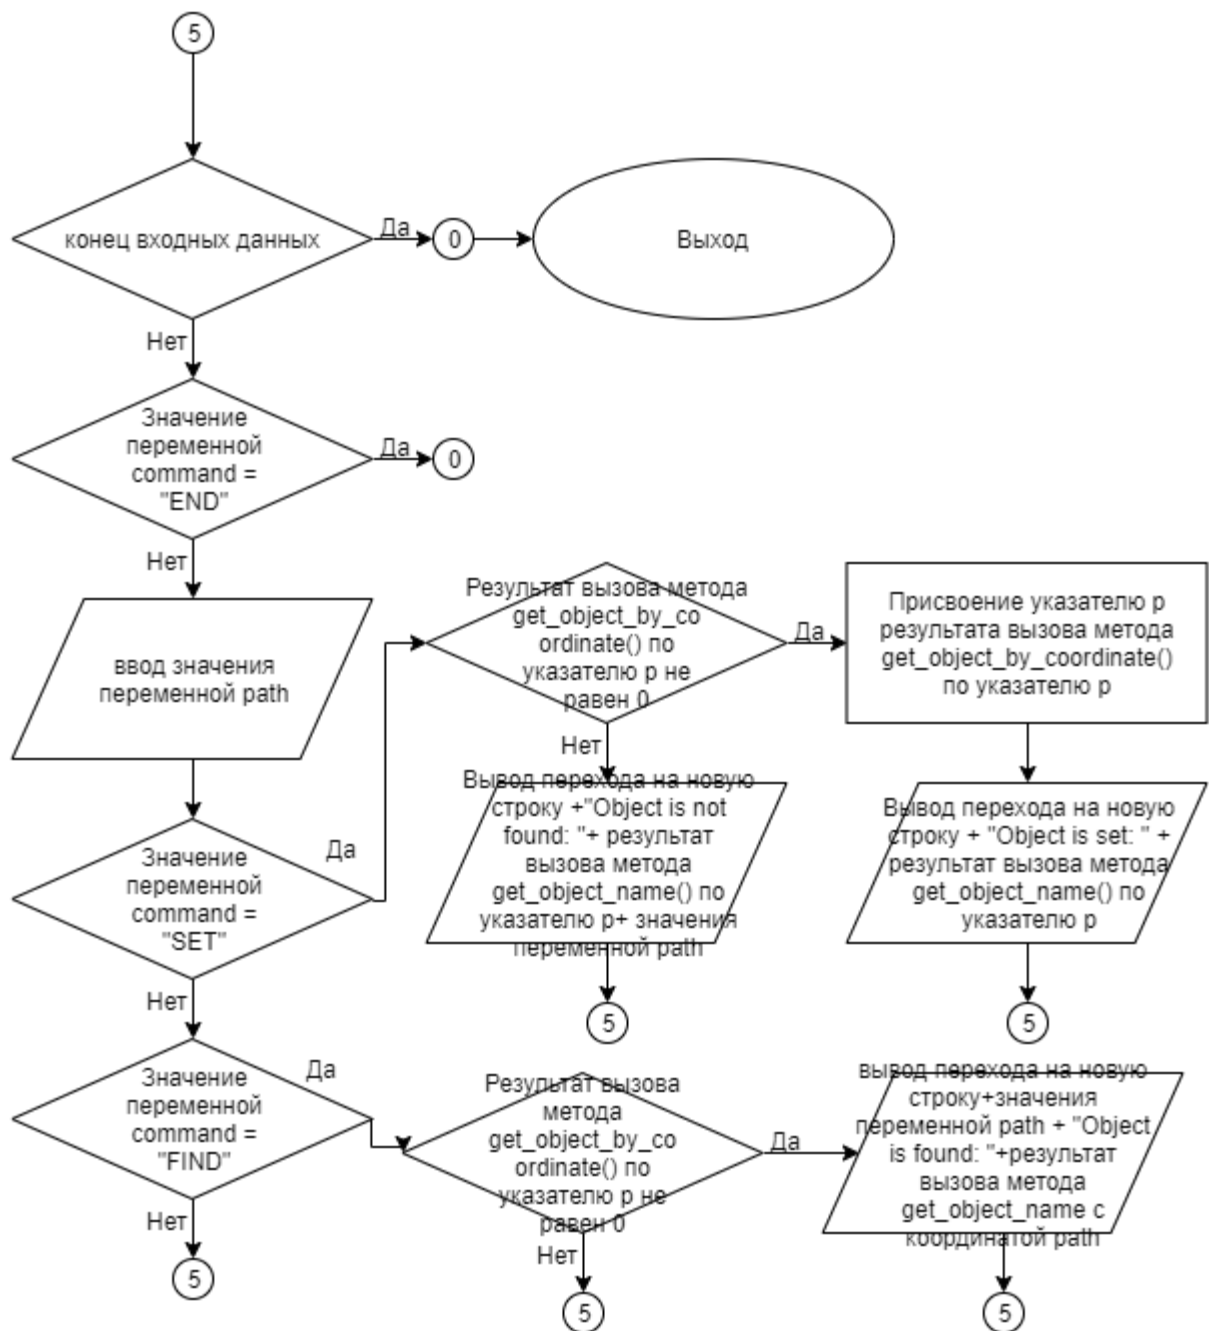 5
конец входных данных
Да
0
Выход
Нет
Значение
переменной
command =
"END"
Да
0
Нет
ввод значения
переменной path
Результат вызова метода
get_object_by_co
ordinate() по
указателю р не
равен 0
Да
Присвоение указателю р
результата вызова метода
get_object_by_coordinate()
по указателю р
Нет
Вывод перехода на новую
строку +"Object is not
found: "+ результат
вызова метода
get_object_name() по
указателю р+ значения
переменной path
5
Вывод перехода на новую
строку + "Object is set: " +
результат вызова метода
get_object_name() по
указателю р
5
Значение
переменной
command =
"SET"
Да
Нет
Значение
переменной
command =
"FIND"
Да
Нет
5
Результат вызова
метода
get_object_by_co
ordinate() по
указателю р не
равен 0
Да
Нет
5
вывод перехода на новую
строку+значения
переменной path + "Object
is found: "+результат
вызова метода
get_object_name с
координатой path
5